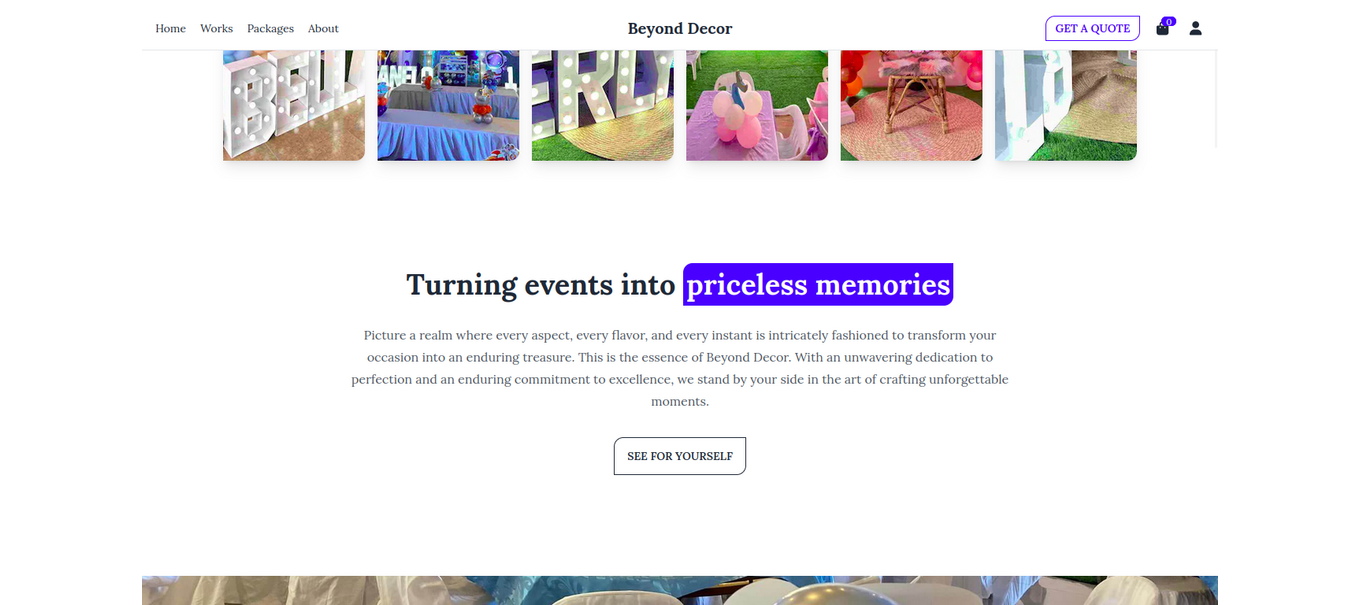 Home Works Packages About Beyond Decor GET A QUOTE 0
Turning events into priceless memories
Picture a realm where every aspect, every flavor, and every instant is intricately fashioned to transform your
occasion into an enduring treasure. This is the essence of Beyond Decor. With an unwavering dedication to
perfection and an enduring commitment to excellence, we stand by your side in the art of crafting unforgettable
moments.
SEE FOR YOURSELF